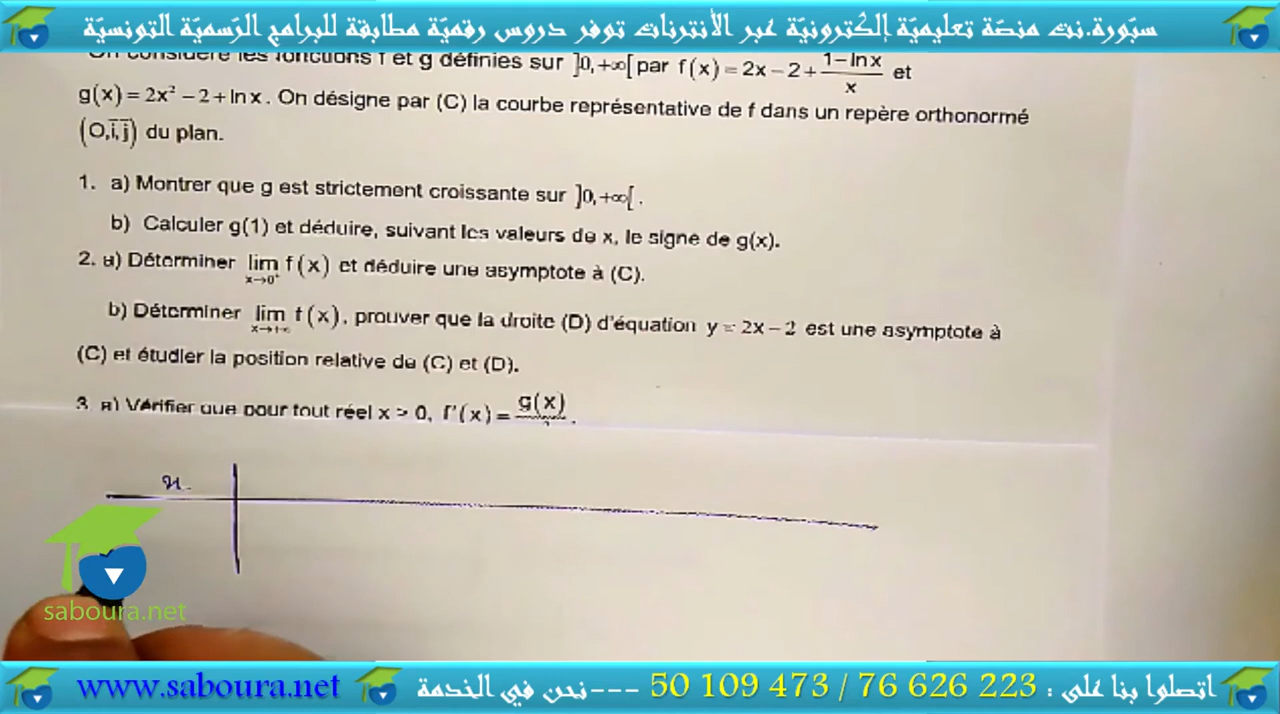 سبّورة.نت منصّة تعليميّة إلكترونيّة عبر الأنترنات توفر دروس رقميّة مطابقة للبرامج الرّسميّة التونسيّة
On considère les fonctions f et g définies sur ]0,+∞[ par f(x) = 2x − 2 + (1−ln x)/x et
g(x) = 2x² − 2 + ln x. On désigne par (C) la courbe représentative de f dans un repère orthonormé
(O,i,j) du plan.
1. a) Montrer que g est strictement croissante sur ]0,+∞[.
b) Calculer g(1) et déduire, suivant les valeurs de x, le signe de g(x).
2. a) Déterminer lim x→0⁺ f(x) et déduire une asymptote à (C).
b) Déterminer lim x→+∞ f(x), prouver que la droite (D) d'équation y = 2x − 2 est une asymptote à
(C) et étudier la position relative de (C) et (D).
3. a) Vérifier que pour tout réel x > 0, f'(x) = g(x)
x
saboura.net
www.saboura.net اتصلوا بنا على : 76 626 223 / 50 109 473 ---نحن في الخدمة